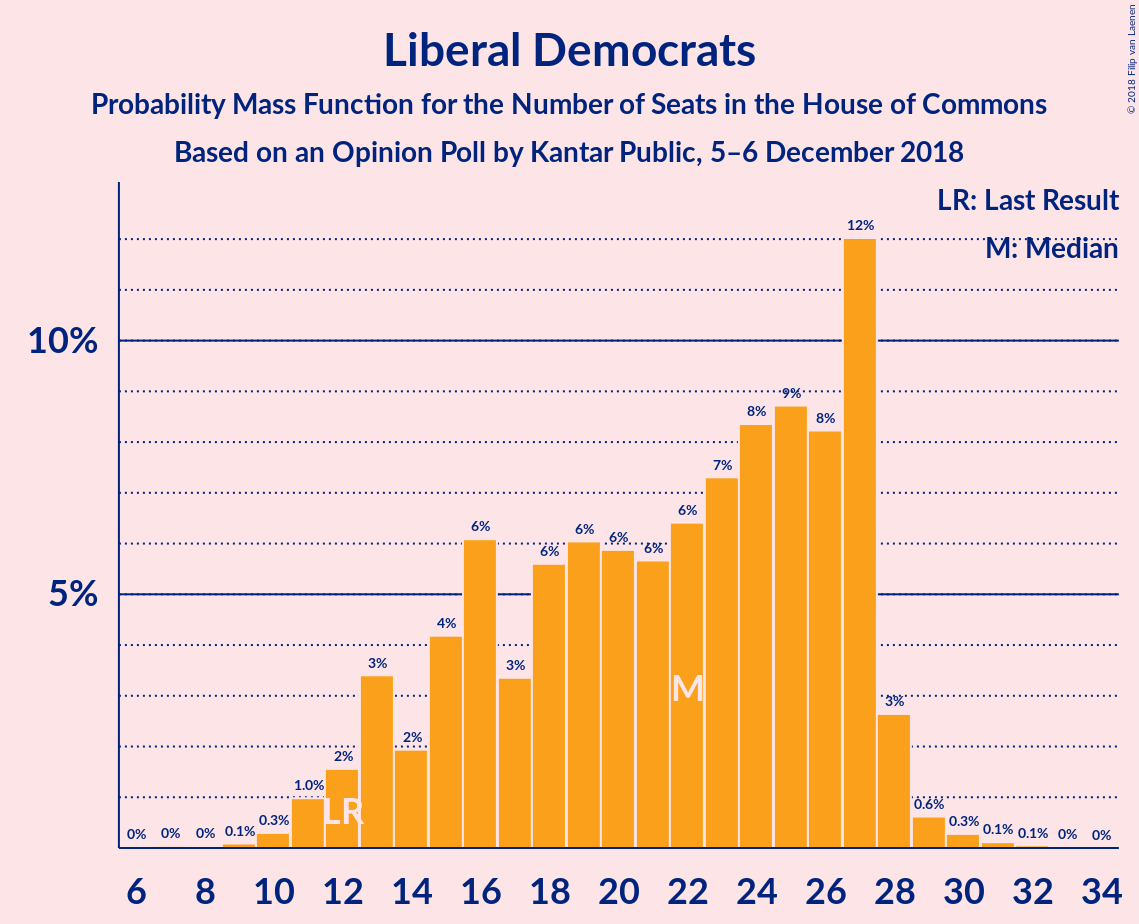 Liberal Democrats
Probability Mass Function for the Number of Seats in the House of Commons
Based on an Opinion Poll by Kantar Public, 5–6 December 2018
© 2018 Filip van Laenen
LR: Last Result
M: Median
10%
5%
0% 0% 0% 0.1% 0.3% 1.0% 2% 3% 2% 4% 6% 3% 6% 6% 6% 6% 6% 7% 8% 9% 8% 12% 3% 0.6% 0.3% 0.1% 0.1% 0% 0%
LR M
6 8 10 12 14 16 18 20 22 24 26 28 30 32 34